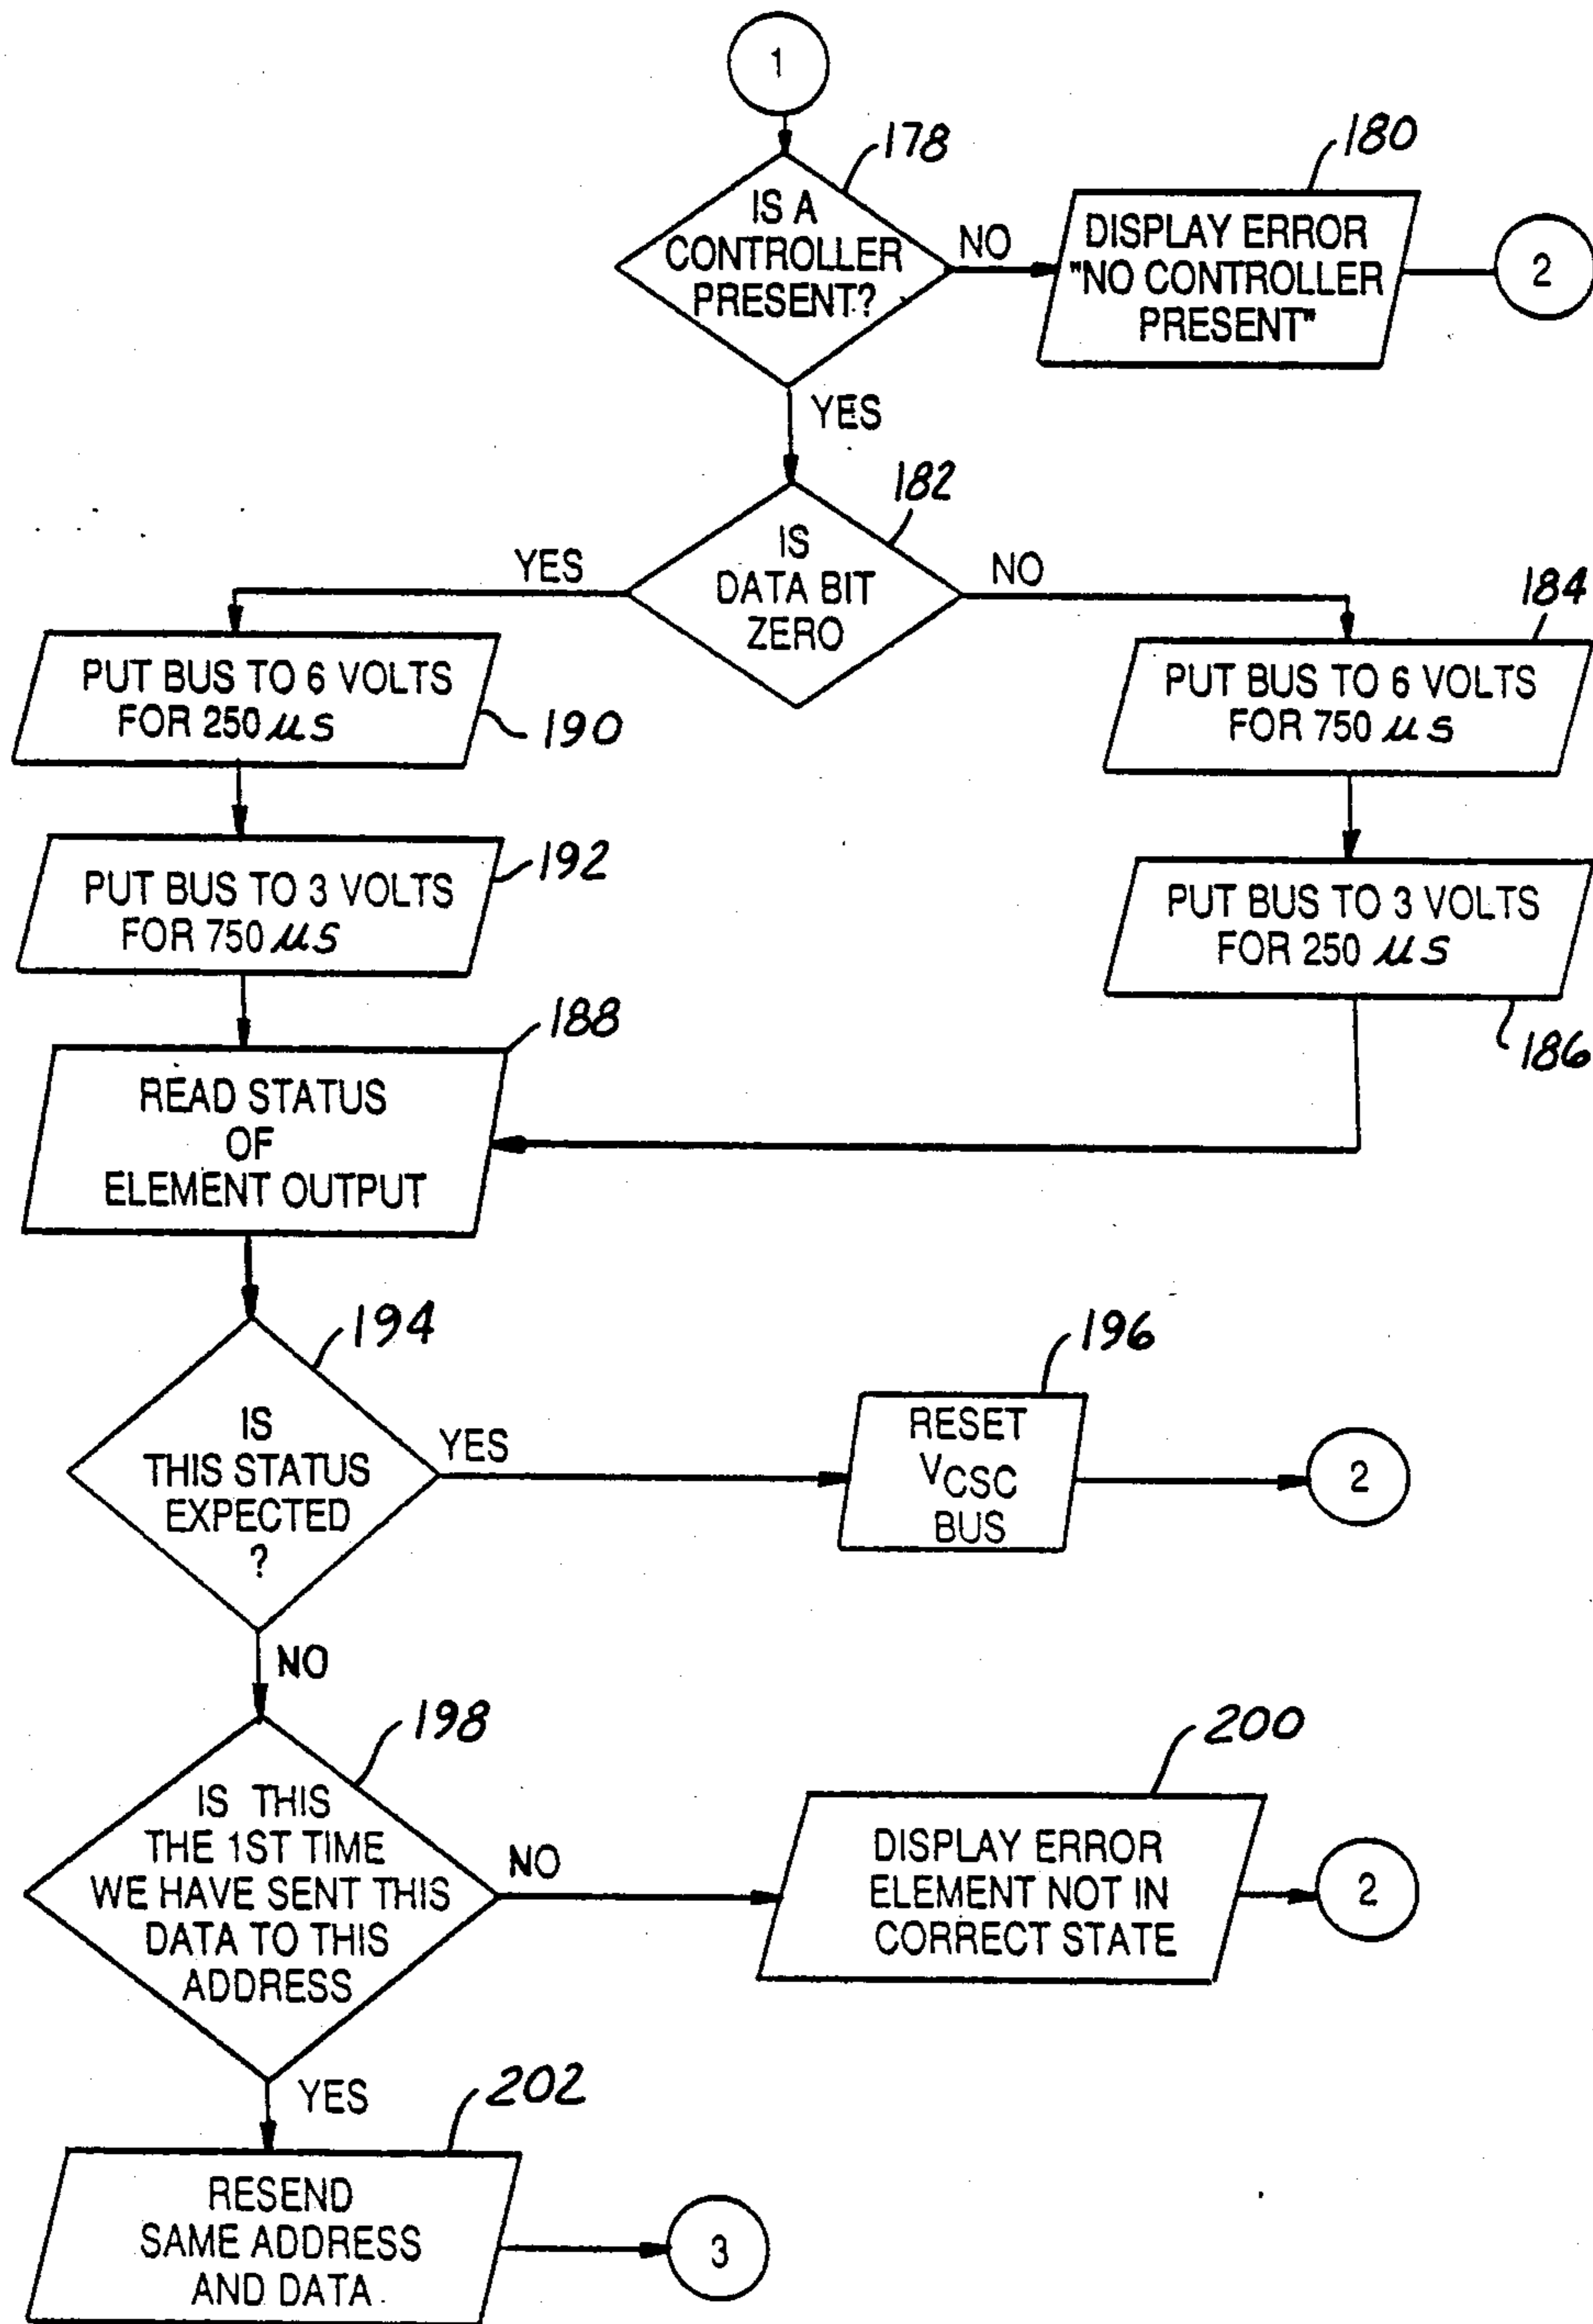 1
178
IS A
CONTROLLER
PRESENT?
NO
180
DISPLAY ERROR
"NO CONTROLLER
PRESENT"
2
YES
182
IS
DATA BIT
ZERO
YES
NO
184
PUT BUS TO 6 VOLTS
FOR 250 μs
190
PUT BUS TO 6 VOLTS
FOR 750 μs
192
PUT BUS TO 3 VOLTS
FOR 750 μs
PUT BUS TO 3 VOLTS
FOR 250 μs
186
188
READ STATUS
OF
ELEMENT OUTPUT
194
IS
THIS STATUS
EXPECTED
?
YES
196
RESET
VCSC
BUS
2
NO
198
IS THIS
THE 1ST TIME
WE HAVE SENT THIS
DATA TO THIS
ADDRESS
NO
200
DISPLAY ERROR
ELEMENT NOT IN
CORRECT STATE
2
YES
202
RESEND
SAME ADDRESS
AND DATA
3